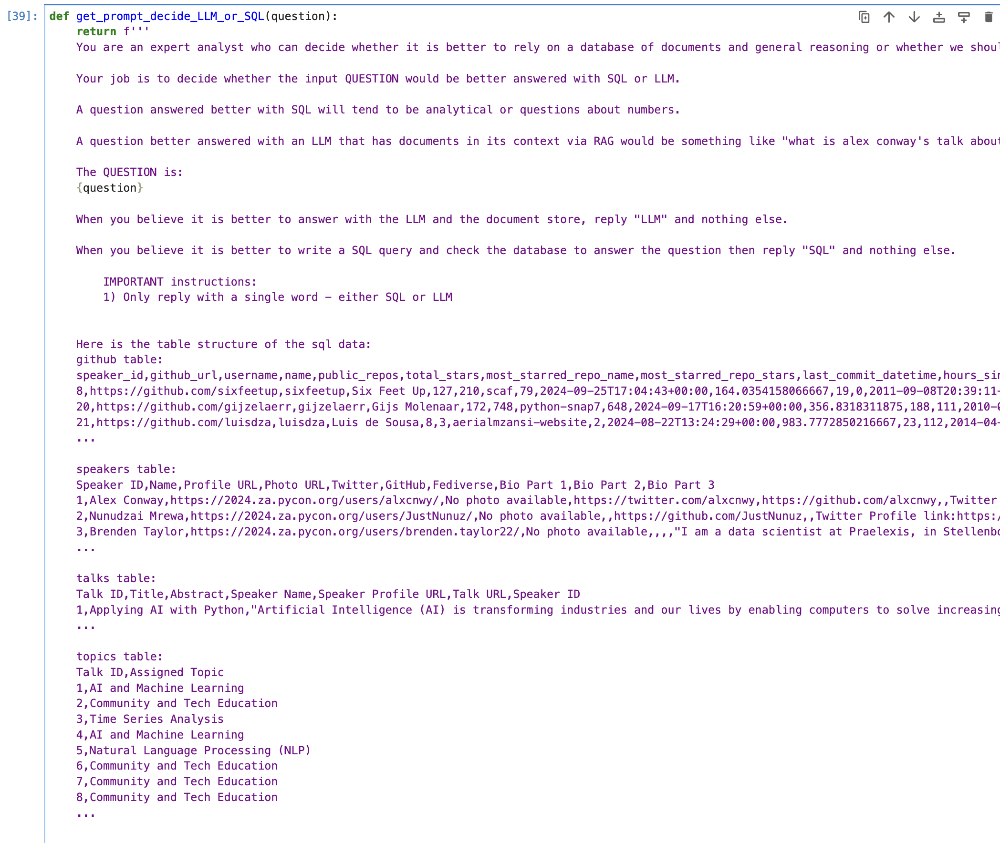 [39]: def get_prompt_decide_LLM_or_SQL(question):
return f'''
You are an expert analyst who can decide whether it is better to rely on a database of documents and general reasoning or whether we
Your job is to decide whether the input QUESTION would be better answered with SQL or LLM.
A question answered better with SQL will tend to be analytical or questions about numbers.
A question better answered with an LLM that has documents in its context via RAG would be something like "what is alex conway's talk about
The QUESTION is:
{question}
When you believe it is better to answer with the LLM and the document store, reply "LLM" and nothing else.
When you believe it is better to write a SQL query and check the database to answer the question then reply "SQL" and nothing else.
IMPORTANT instructions:
1) Only reply with a single word – either SQL or LLM
Here is the table structure of the sql data:
github table:
speaker_id,github_url,username,name,public_repos,total_stars,most_starred_repo_name,most_starred_repo_stars,last_commit_datetime,hours_sin
8,https://github.com/sixfeetup,sixfeetup,Six Feet Up,127,210,scaf,79,2024-09-25T17:04:43+00:00,164.0354158066667,19,0,2011-09-08T20:39:11-
20,https://github.com/gijzelaerr,gijzelaerr,Gijs Molenaar,172,748,python-snap7,648,2024-09-17T16:20:59+00:00,356.8318311875,188,111,2010-0
21,https://github.com/luisdza,luisdza,Luis de Sousa,8,3,aerialmzansi-website,2,2024-08-22T13:24:29+00:00,983.7772850216667,23,112,2014-04-
...
speakers table:
Speaker ID,Name,Profile URL,Photo URL,Twitter,GitHub,Fediverse,Bio Part 1,Bio Part 2,Bio Part 3
1,Alex Conway,https://2024.za.pycon.org/users/alxcnwy/,No photo available,https://twitter.com/alxcnwy,https://github.com/alxcnwy,,Twitter
2,Nunudzai Mrewa,https://2024.za.pycon.org/users/JustNunuz/,No photo available,,https://github.com/JustNunuz,,Twitter Profile link:https:/
3,Brenden Taylor,https://2024.za.pycon.org/users/brenden.taylor22/,No photo available,,,,"I am a data scientist at Praelexis, in Stellenbo
...
talks table:
Talk ID,Title,Abstract,Speaker Name,Speaker Profile URL,Talk URL,Speaker ID
1,Applying AI with Python,"Artificial Intelligence (AI) is transforming industries and our lives by enabling computers to solve increasing
...
topics table:
Talk ID,Assigned Topic
1,AI and Machine Learning
2,Community and Tech Education
3,Time Series Analysis
4,AI and Machine Learning
5,Natural Language Processing (NLP)
6,Community and Tech Education
7,Community and Tech Education
8,Community and Tech Education
...